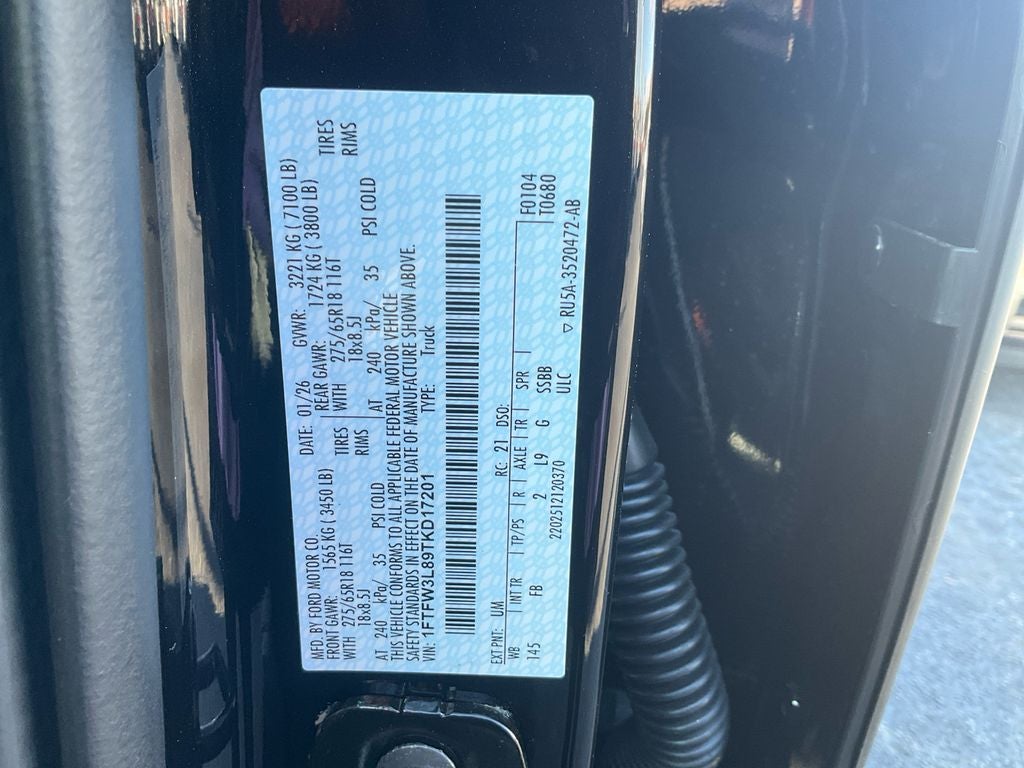 MFD. BY FORD MOTOR CO.
DATE: 01/26 GVWR: 3221 KG ( 7100 LB)
FRONT GAWR: 1565 KG ( 3450 LB) REAR GAWR: 1724 KG ( 3800 LB)
WITH 275/65R18 116T TIRES WITH 275/65R18 116T TIRES
18x8.5J RIMS 18x8.5J RIMS
AT 240 kPa/ 35 PSI COLD AT 240 kPa/ 35 PSI COLD
THIS VEHICLE CONFORMS TO ALL APPLICABLE FEDERAL MOTOR VEHICLE
SAFETY STANDARDS IN EFFECT ON THE DATE OF MANUFACTURE SHOWN ABOVE.
VIN: 1FTFW3L89TKD17201 TYPE: Truck
EXT PNT: UM RC: 21 DSO:
WB | INT TR | TP/PS | R | AXLE | TR | SPR | F0104
145 FB 2 L9 G SSBB T0680
2202512120370 ULC
▽ RU5A-3520472-AB